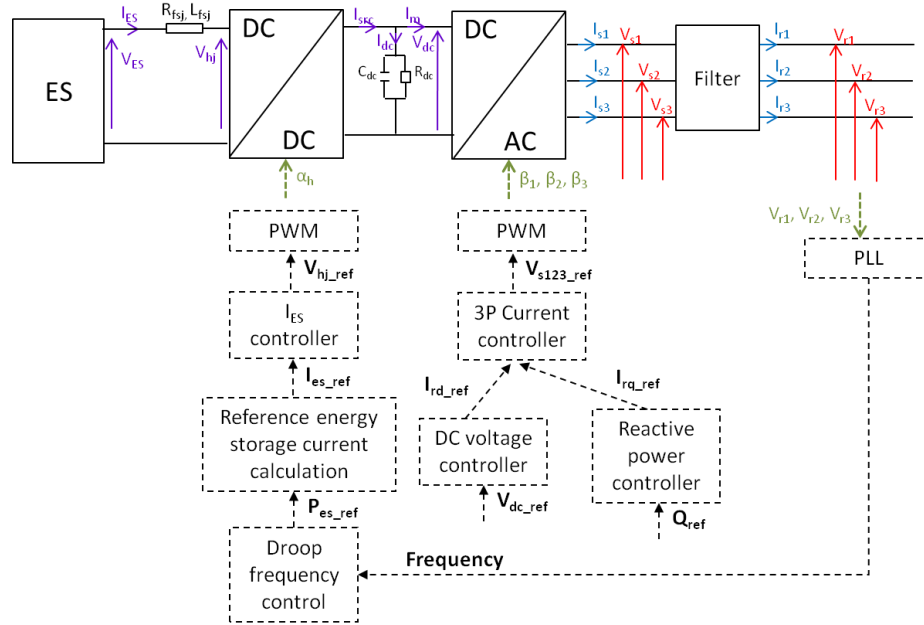 I_ES
R_fsj, L_fsj
V_ES
V_hj
ES
DC
DC
I_src
I_m
I_dc
V_dc
C_dc
R_dc
DC
AC
I_s1
I_s2
I_s3
V_s1
V_s2
V_s3
Filter
I_r1
I_r2
I_r3
V_r1
V_r2
V_r3
α_h
β_1, β_2, β_3
V_r1, V_r2, V_r3
PWM
PWM
PLL
V_hj_ref
V_s123_ref
I_ES
controller
3P Current
controller
I_es_ref
I_rd_ref
I_rq_ref
Reference energy
storage current
calculation
DC voltage
controller
Reactive
power
controller
P_es_ref
V_dc_ref
Q_ref
Droop
frequency
control
Frequency